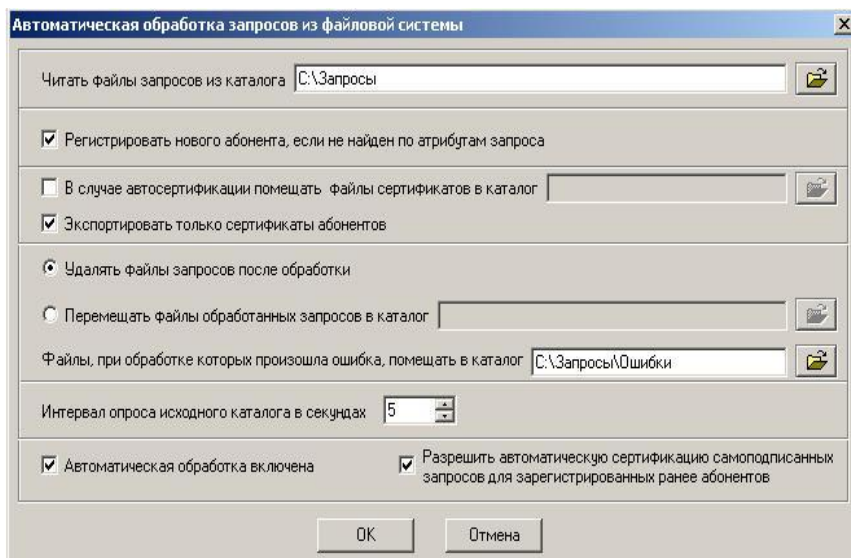 Автоматическая обработка запросов из файловой системы
Читать файлы запросов из каталога C:\Запросы
Регистрировать нового абонента, если не найден по атрибутам запроса
В случае автосертификации помещать файлы сертификатов в каталог
Экспортировать только сертификаты абонентов
Удалять файлы запросов после обработки
Перемещать файлы обработанных запросов в каталог
Файлы, при обработке которых произошла ошибка, помещать в каталог C:\Запросы\Ошибки
Интервал опроса исходного каталога в секундах 5
Автоматическая обработка включена
Разрешить автоматическую сертификацию самоподписанных
запросов для зарегистрированных ранее абонентов
OK Отмена